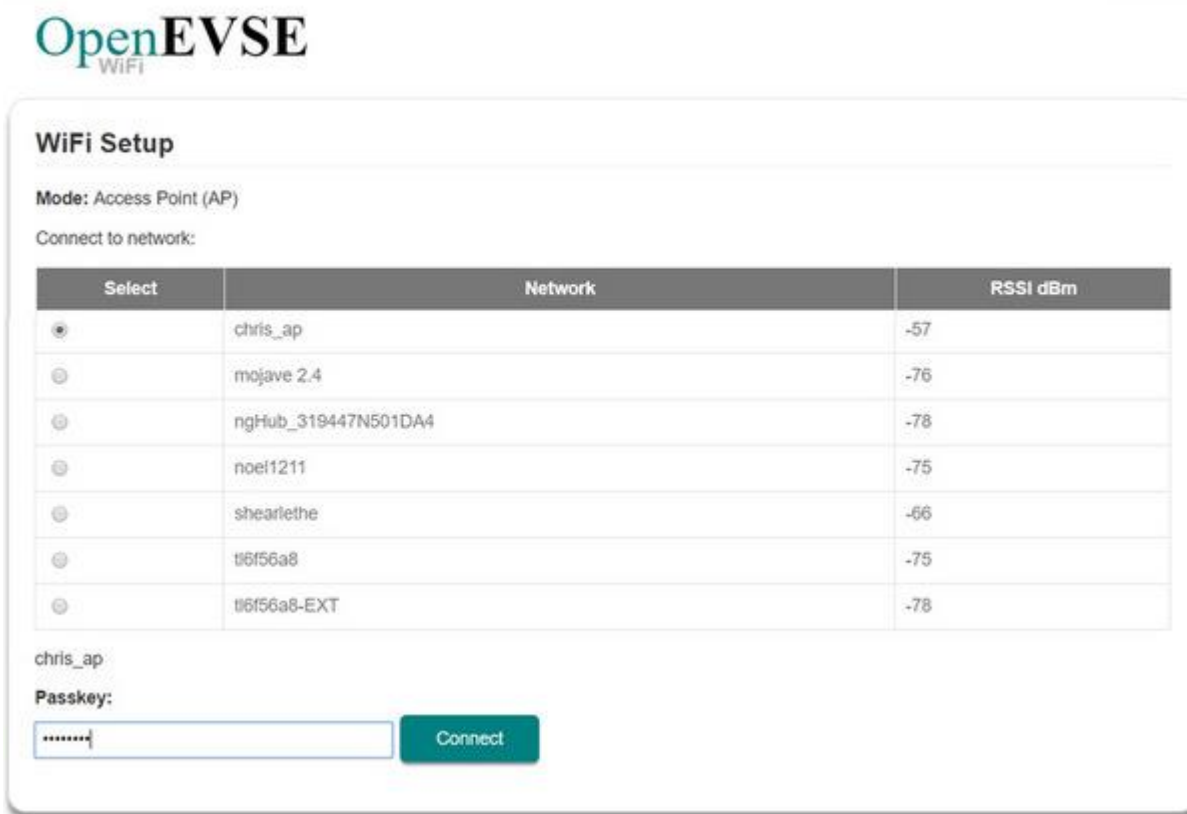 OpenEVSE
WiFi
WiFi Setup
Mode: Access Point (AP)
Connect to network:
Select Network RSSI dBm
chris_ap -57
mojave 2.4 -76
ngHub_319447N501DA4 -78
noel1211 -75
shearlethe -66
tl6f56a8 -75
tl6f56a8-EXT -78
chris_ap
Passkey:
•••••••• Connect